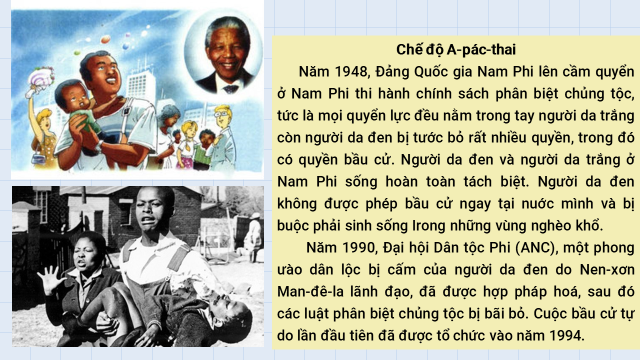 Chế độ A-pác-thai
Năm 1948, Đảng Quốc gia Nam Phi lên cầm quyền
ở Nam Phi thi hành chính sách phân biệt chủng tộc,
tức là mọi quyển lực đều nằm trong tay người da trắng
còn người da đen bị tước bỏ rất nhiều quyền, trong đó
có quyền bầu cử. Người da đen và người da trắng ở
Nam Phi sống hoàn toàn tách biệt. Người da đen
không được phép bầu cử ngay tại nuớc mình và bị
buộc phải sinh sống Irong những vùng nghèo khổ.
Năm 1990, Đại hội Dân tộc Phi (ANC), một phong
ưào dân lộc bị cấm của người da đen do Nen-xơn
Man-đê-la lãnh đạo, đã được hợp pháp hoá, sau đó
các luật phân biệt chủng tộc bị bãi bỏ. Cuộc bầu cử tự
do lần đầu tiên đã được tổ chức vào năm 1994.